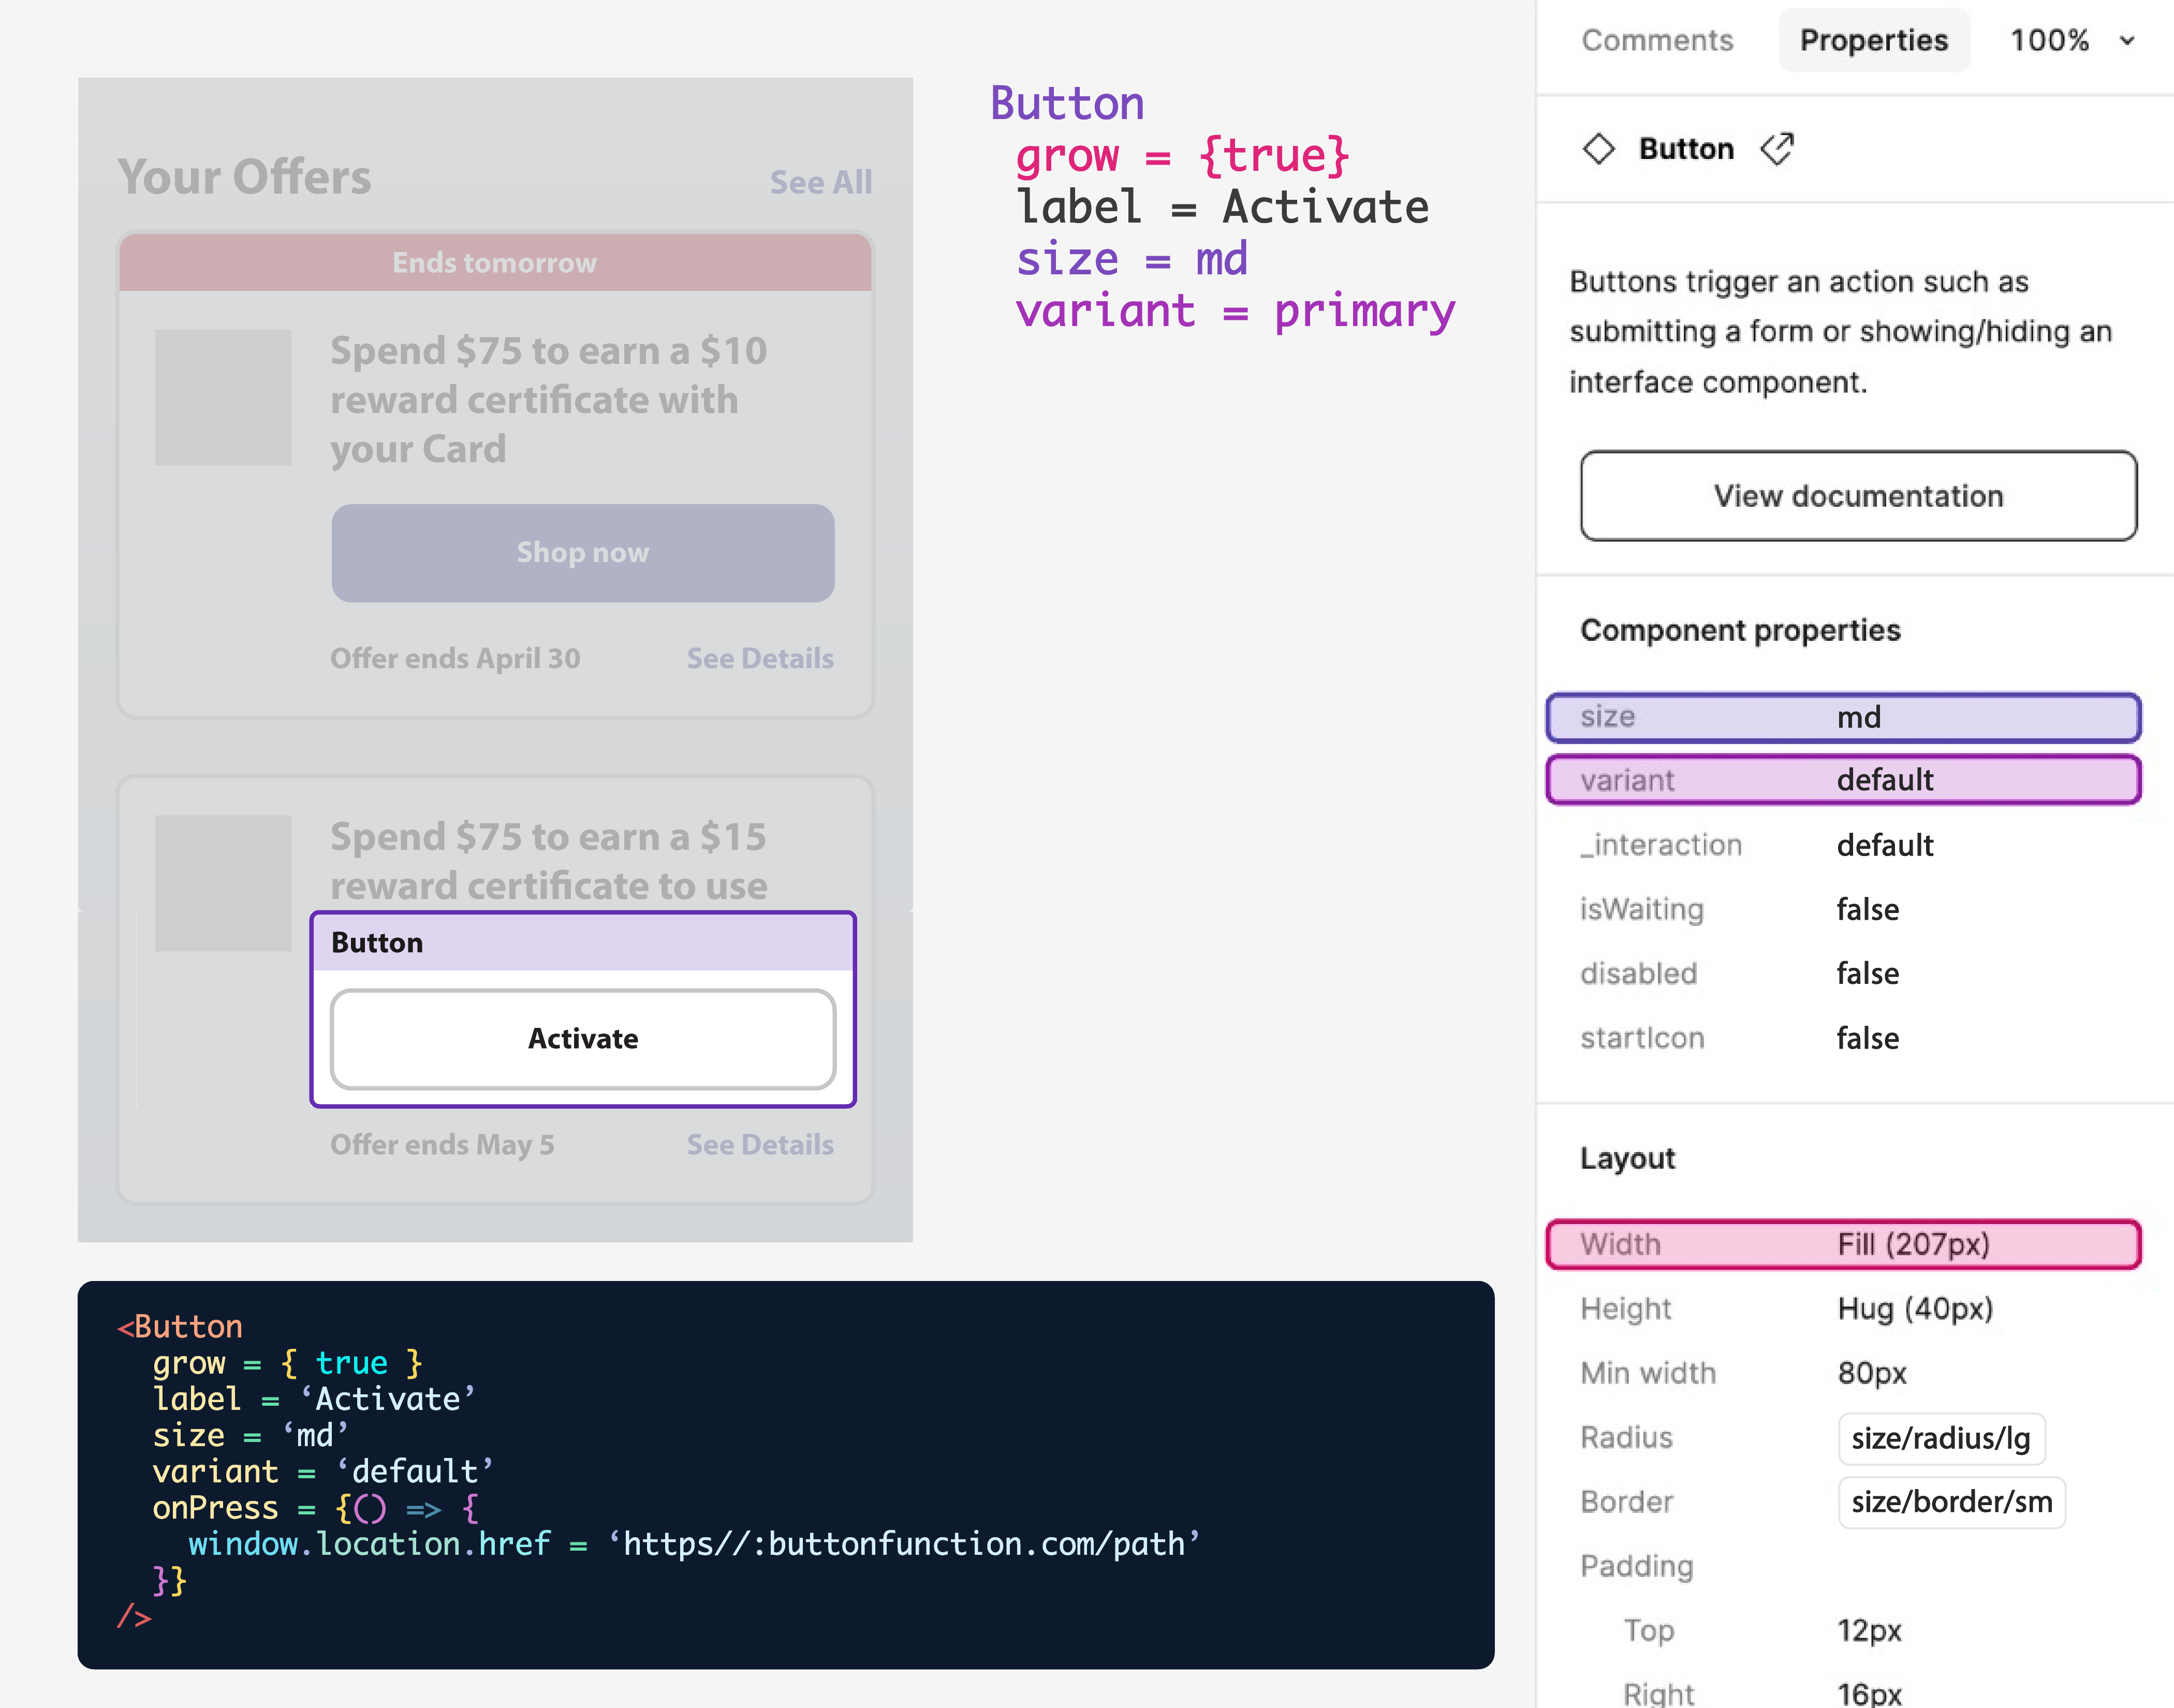 Your Offers
See All
Ends tomorrow
Spend $75 to earn a $10
reward certificate with
your Card
Shop now
Offer ends April 30
See Details
Spend $75 to earn a $15
reward certificate to use
Button
Activate
Offer ends May 5
See Details
Button
grow = {true}
label = Activate
size = md
variant = primary
<Button
grow = { true }
label = ‘Activate’
size = ‘md’
variant = ‘default’
onPress = {() => {
window.location.href = ‘https//:buttonfunction.com/path’
}}
/>
Comments
Properties
100%
Button
Buttons trigger an action such as
submitting a form or showing/hiding an
interface component.
View documentation
Component properties
size md
variant default
_interaction default
isWaiting false
disabled false
startIcon false
Layout
Width Fill (207px)
Height Hug (40px)
Min width 80px
Radius size/radius/lg
Border size/border/sm
Padding
Top 12px
Right 16px